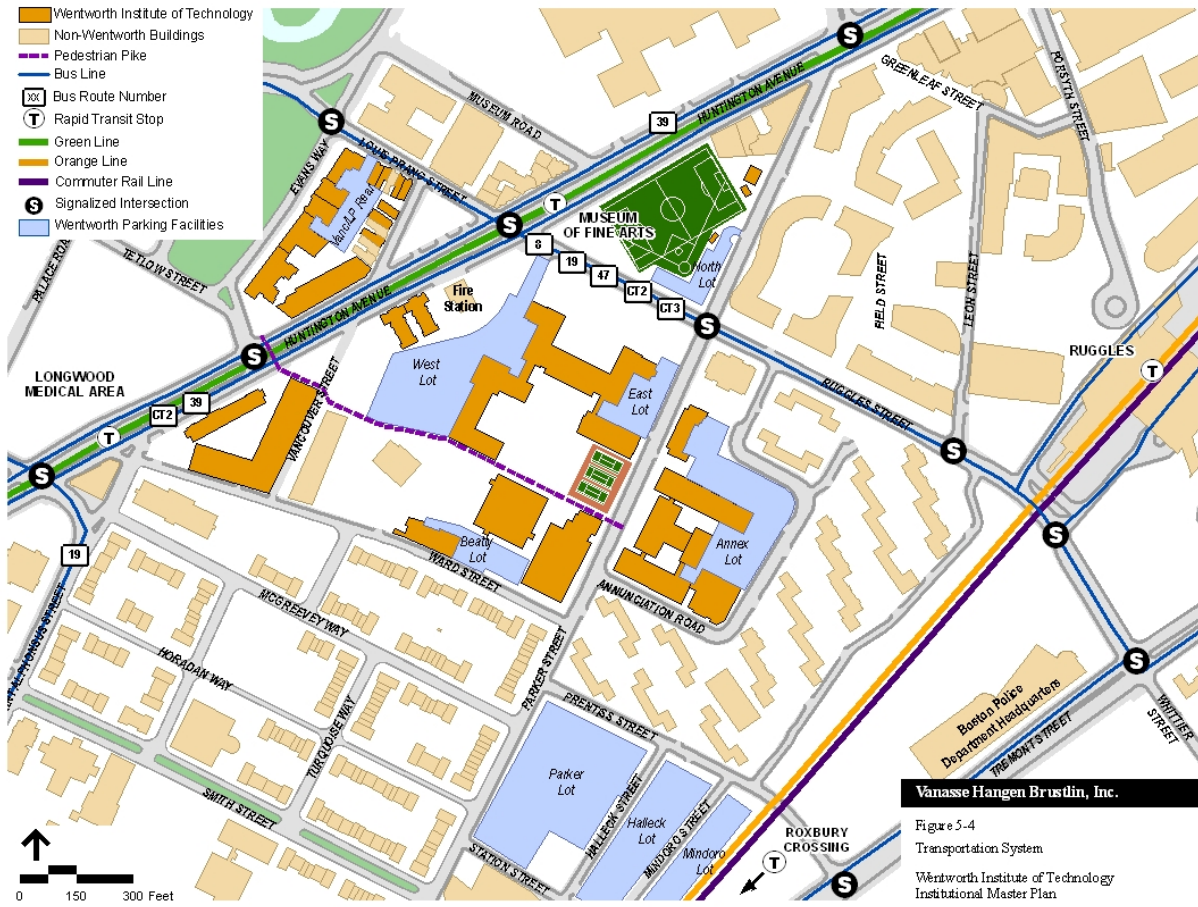 Wentworth Institute of Technology
Non-Wentworth Buildings
Pedestrian Pike
Bus Line
XX Bus Route Number
T Rapid Transit Stop
Green Line
Orange Line
Commuter Rail Line
S Signalized Intersection
Wentworth Parking Facilities
S
FORSYTH STREET
GREENLEAF STREET
HUNTINGTON AVENUE
MUSEUM ROAD
39
S
EVANS WAY
LOUIS PRANG STREET
PALACE ROAD
TETLOW STREET
S
T
MUSEUM
OF FINE ARTS
8
19
47
CT2
CT3
North
Lot
FIELD STREET
LEON STREET
Fire
Station
HUNTINGTON AVENUE
S
S
RUGGLES
T
LONGWOOD
MEDICAL AREA
West
Lot
East
Lot
RUGGLES STREET
39
CT2
T
VANCOUVER STREET
S
S
S
19
Beatty
Lot
Annex
Lot
WARD STREET
ANNUNCIATION ROAD
MCGREEVEY WAY
HORADAN WAY
TURQUOISE WAY
PARKER STREET
S
PRENTISS STREET
WHITTIER
STREET
Boston Police
Department Headquarters
TREMONT STREET
SMITH STREET
Parker
Lot
HALLECK STREET
Halleck
Lot
MINDORO STREET
Mindoro
Lot
STATION STREET
ROXBURY
CROSSING
T
S
0 150 300 Feet
Vanasse Hangen Brustlin, Inc.
Figure 5-4
Transportation System
Wentworth Institute of Technology
Institutional Master Plan